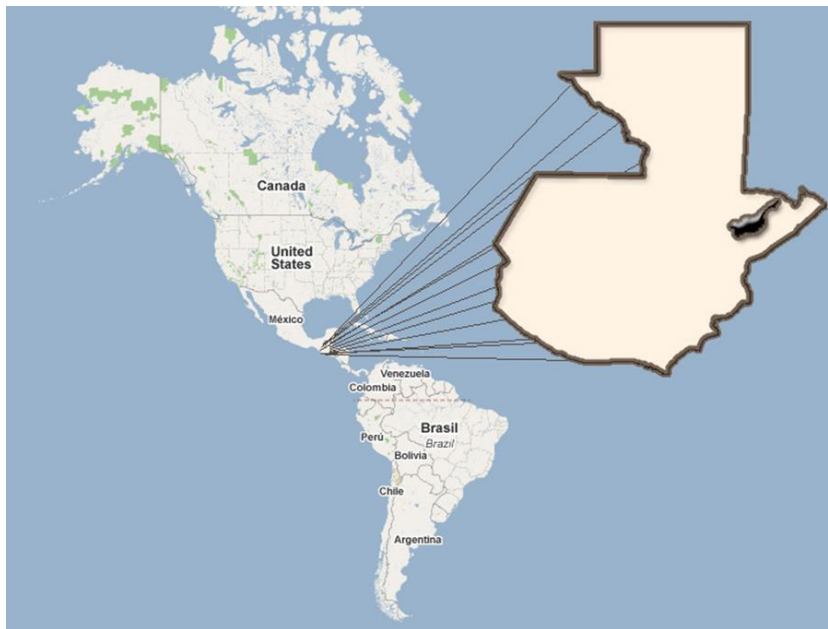 Canada
United
States
México
Venezuela
Colombia
Brasil
Brazil
Perú
Bolivia
Chile
Argentina